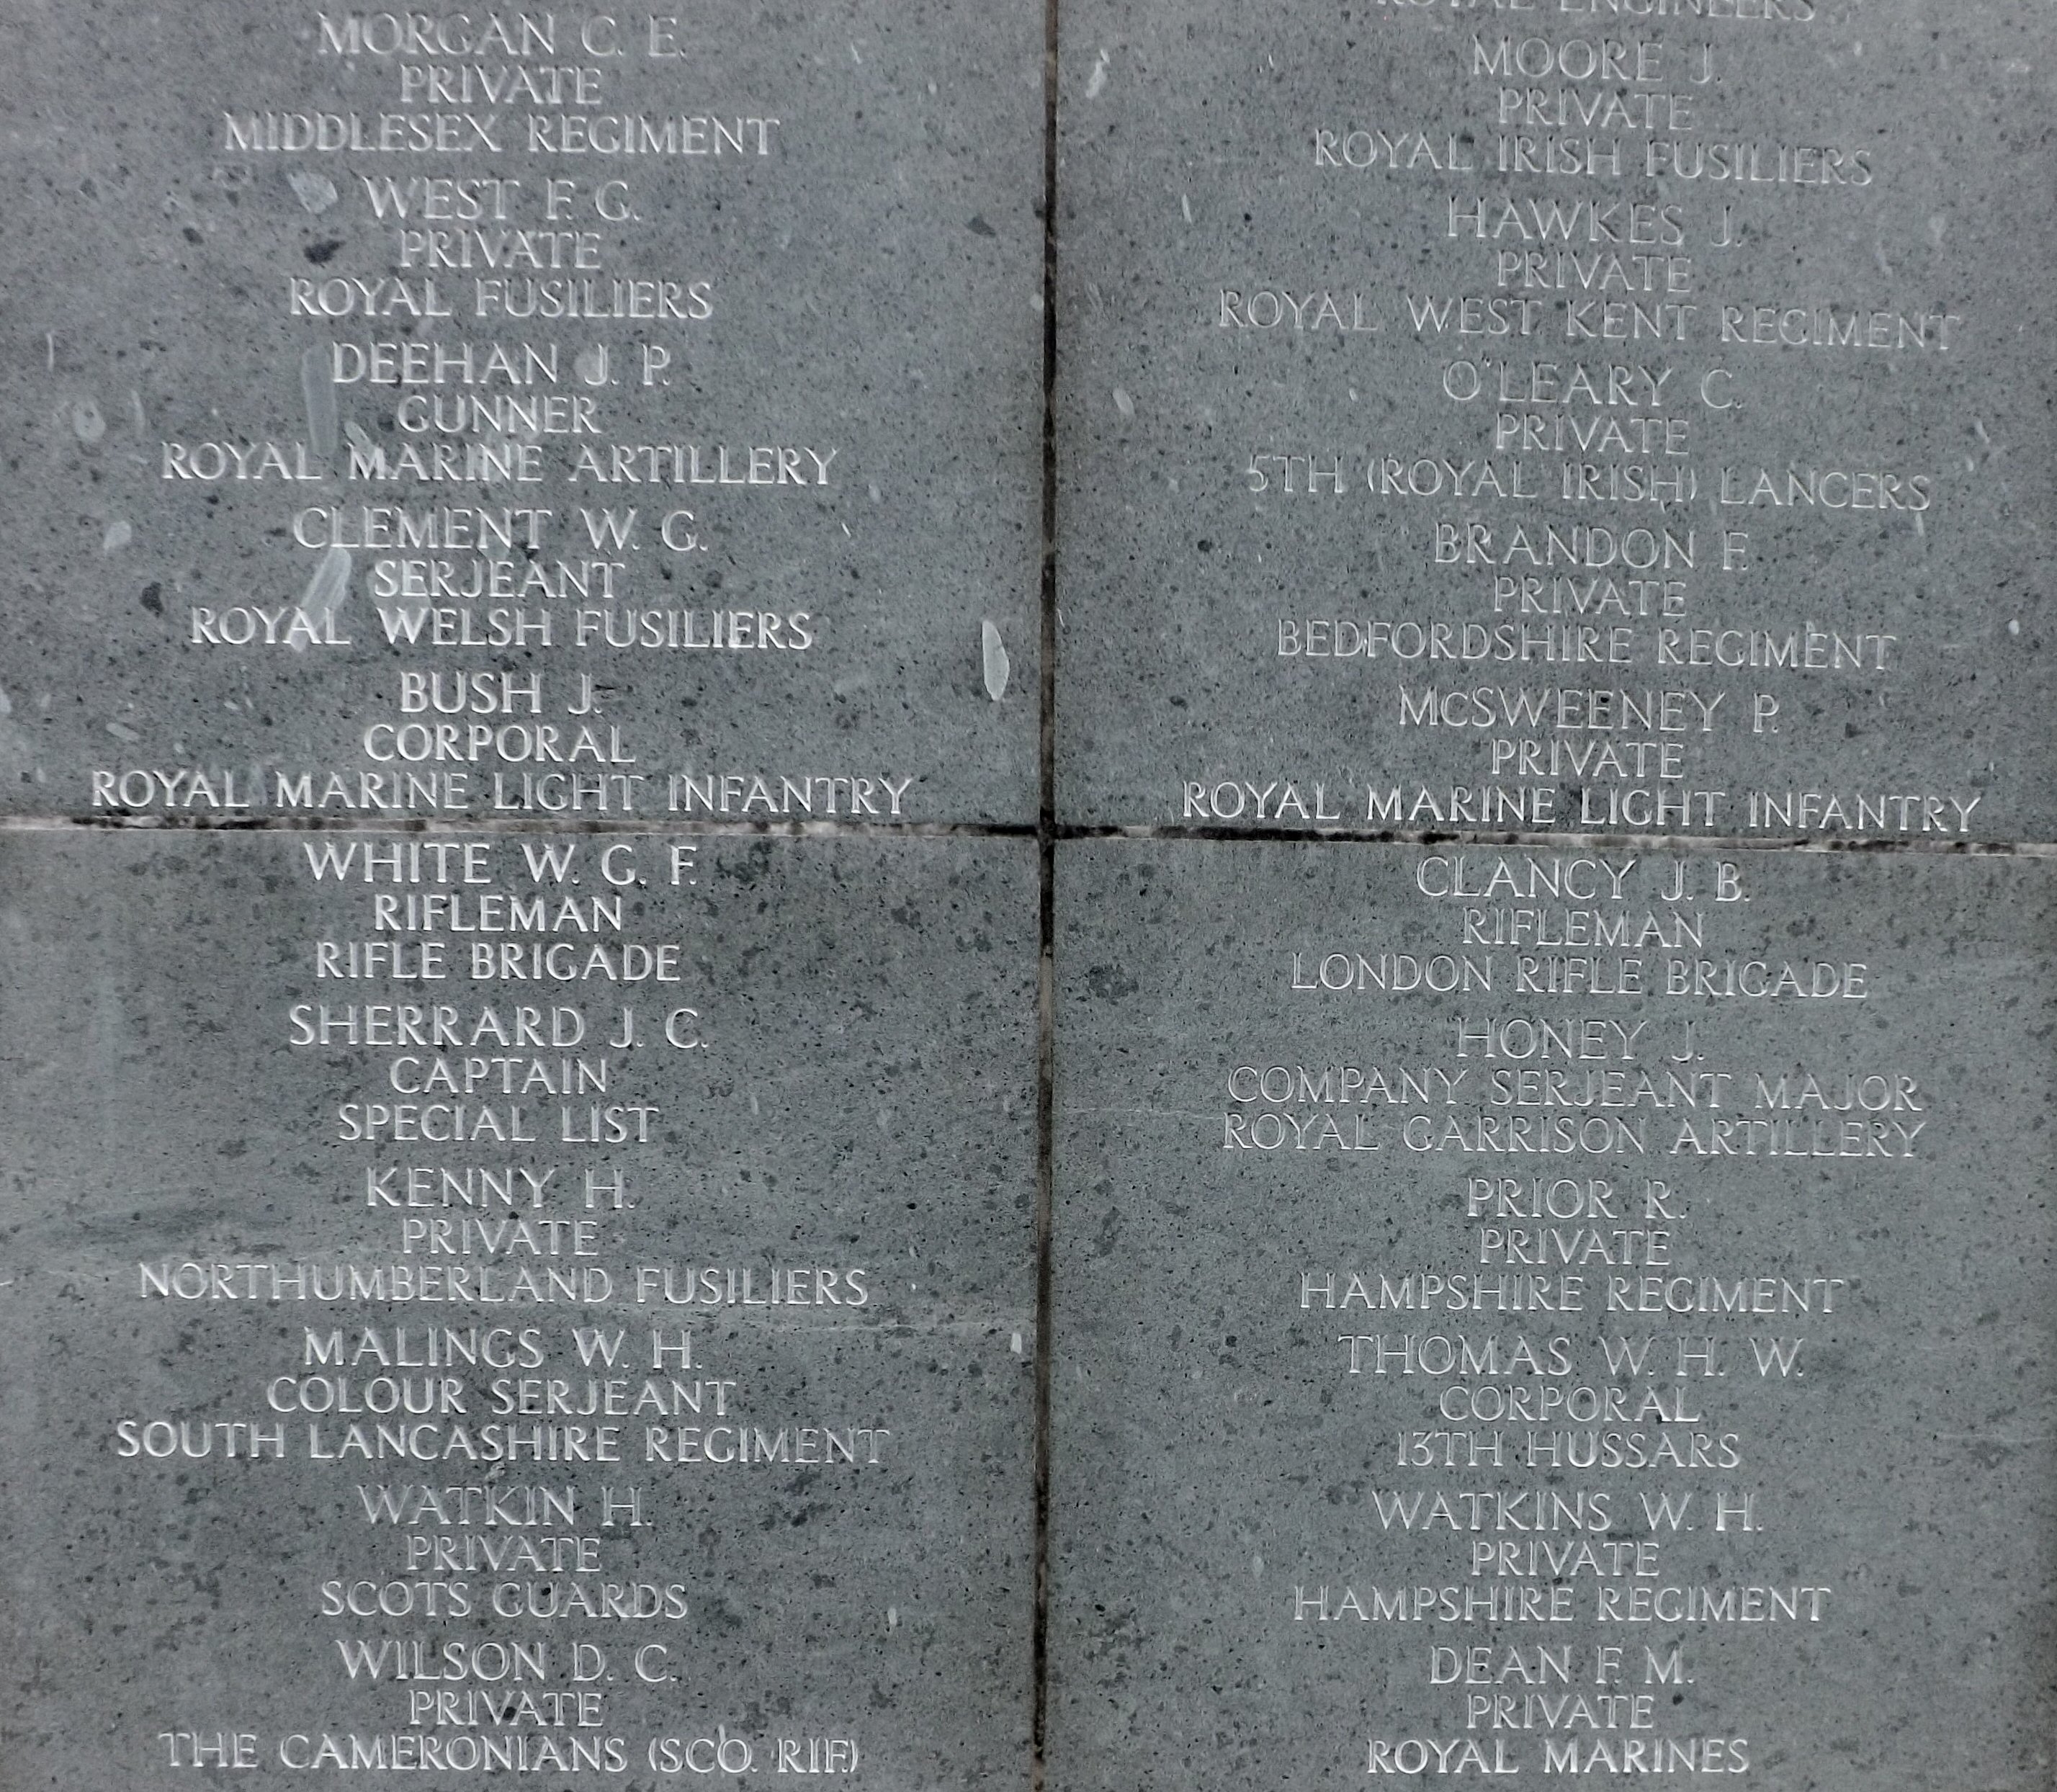 MORGAN C. E.
PRIVATE
MIDDLESEX REGIMENT
WEST F. G.
PRIVATE
ROYAL FUSILIERS
DEEHAN J. P.
GUNNER
ROYAL MARINE ARTILLERY
CLEMENT W. G.
SERJEANT
ROYAL WELSH FUSILIERS
BUSH J.
CORPORAL
ROYAL MARINE LIGHT INFANTRY
WHITE W. G. F.
RIFLEMAN
RIFLE BRIGADE
SHERRARD J. C.
CAPTAIN
SPECIAL LIST
KENNY H.
PRIVATE
NORTHUMBERLAND FUSILIERS
MALINGS W. H.
COLOUR SERJEANT
SOUTH LANCASHIRE REGIMENT
WATKIN H.
PRIVATE
SCOTS GUARDS
WILSON D. C.
PRIVATE
THE CAMERONIANS (SCO. RIF.)
ROYAL ENGINEERS
MOORE J.
PRIVATE
ROYAL IRISH FUSILIERS
HAWKES J.
PRIVATE
ROYAL WEST KENT REGIMENT
O'LEARY C.
PRIVATE
5TH (ROYAL IRISH) LANCERS
BRANDON F.
PRIVATE
BEDFORDSHIRE REGIMENT
McSWEENEY P.
PRIVATE
ROYAL MARINE LIGHT INFANTRY
CLANCY J. B.
RIFLEMAN
LONDON RIFLE BRIGADE
HONEY J.
COMPANY SERJEANT MAJOR
ROYAL GARRISON ARTILLERY
PRIOR R.
PRIVATE
HAMPSHIRE REGIMENT
THOMAS W. H. W.
CORPORAL
13TH HUSSARS
WATKINS W. H.
PRIVATE
HAMPSHIRE REGIMENT
DEAN F. M.
PRIVATE
ROYAL MARINES